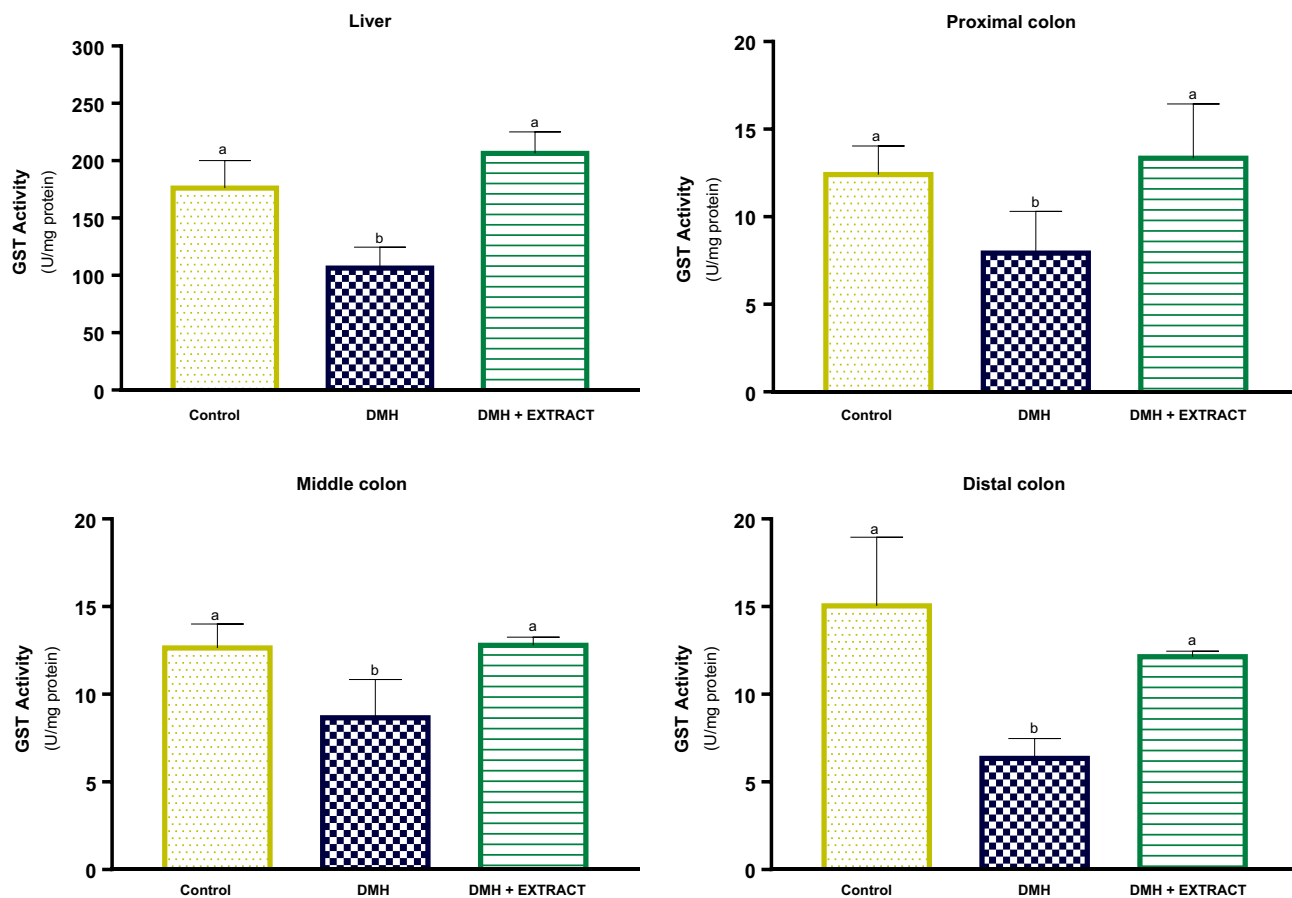 Liver
300
250
200
150
100
50
0
GST Activity
(U/mg protein)
a
b
a
Control
DMH
DMH + EXTRACT
Proximal colon
20
15
10
5
0
GST Activity
(U/mg protein)
a
b
a
Control
DMH
DMH + EXTRACT
Middle colon
20
15
10
5
0
GST Activity
(U/mg protein)
a
b
a
Control
DMH
DMH + EXTRACT
Distal colon
20
15
10
5
0
GST Activity
(U/mg protein)
a
b
a
Control
DMH
DMH + EXTRACT